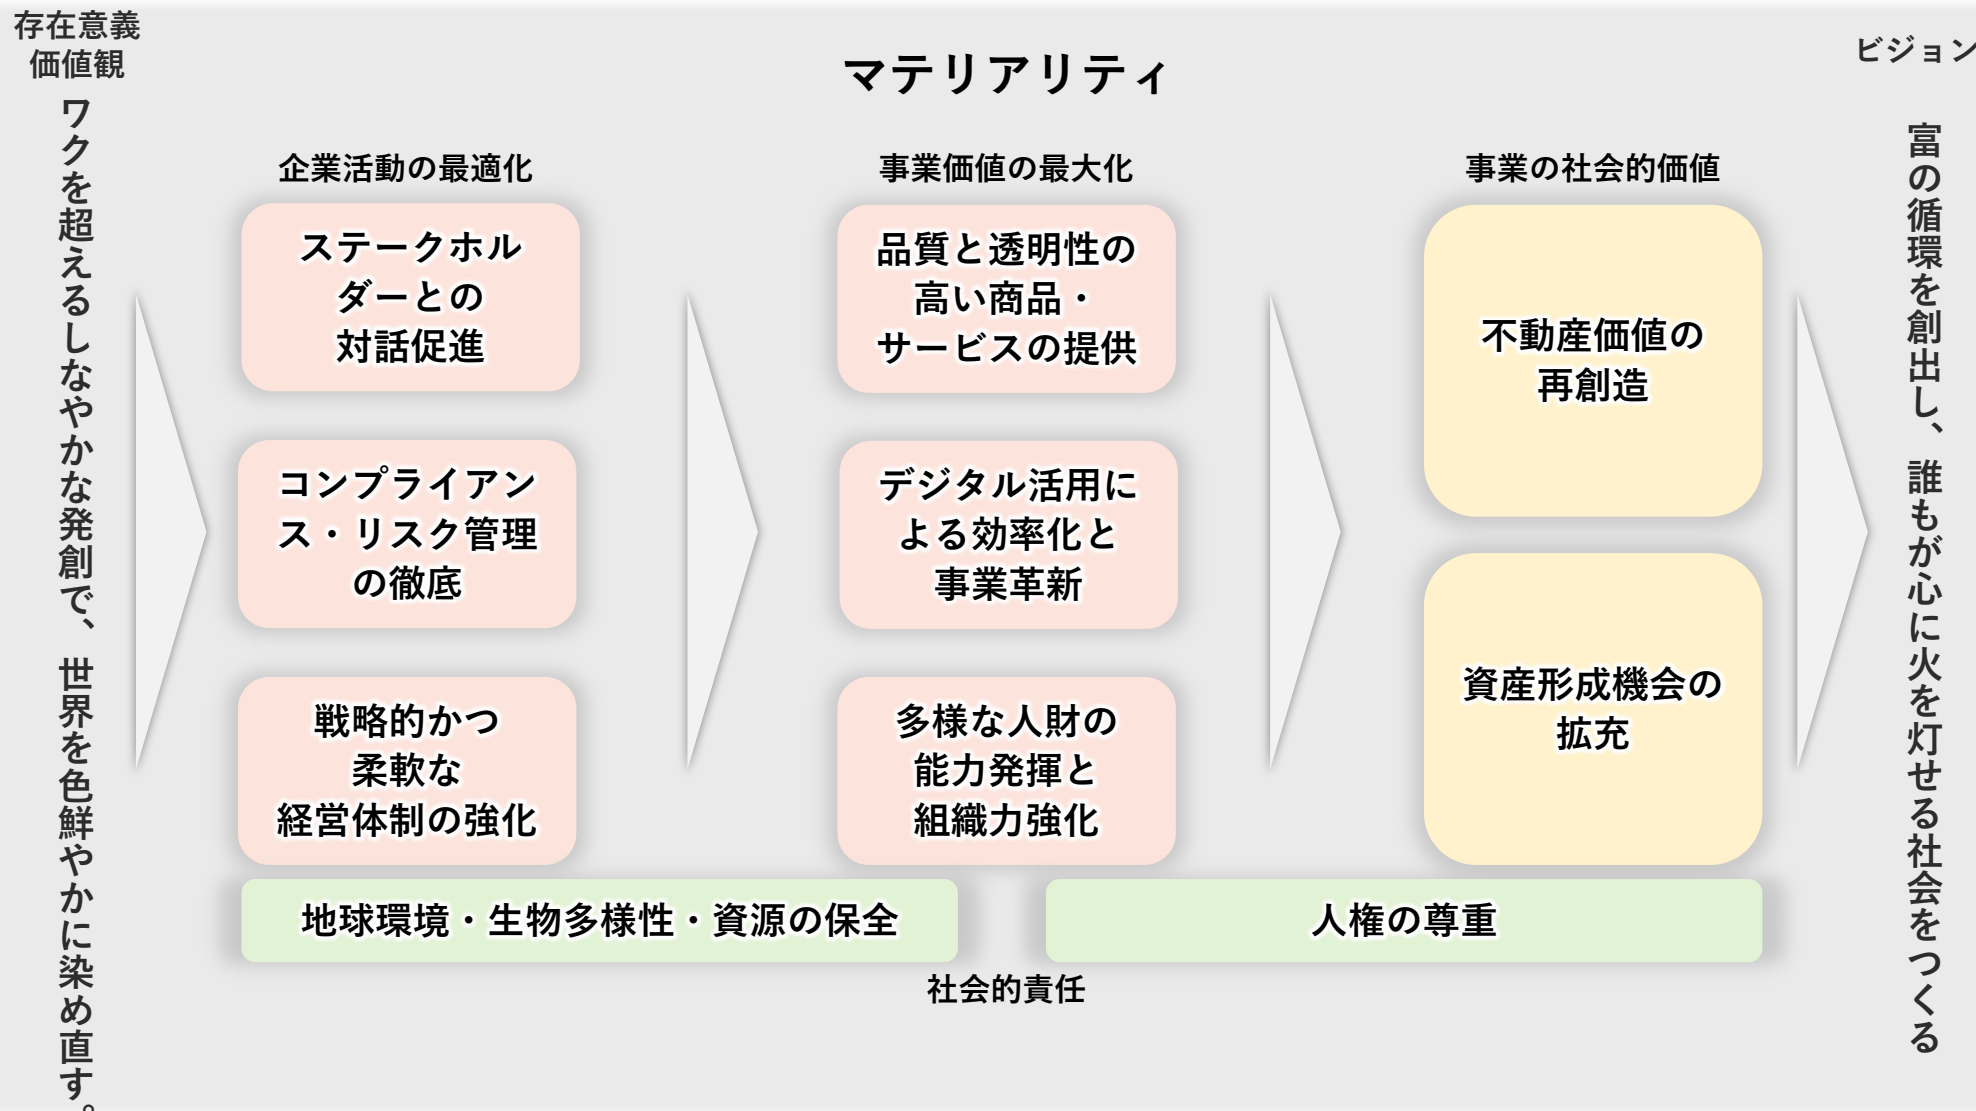 存在意義
価値観
ワクを超えるしなやかな発創で、世界を色鮮やかに染め直す。
マテリアリティ
企業活動の最適化
ステークホル
ダーとの
対話促進
コンプライアン
ス・リスク管理
の徹底
戦略的かつ
柔軟な
経営体制の強化
事業価値の最大化
品質と透明性の
高い商品・
サービスの提供
デジタル活用に
よる効率化と
事業革新
多様な人財の
能力発揮と
組織力強化
事業の社会的価値
不動産価値の
再創造
資産形成機会の
拡充
地球環境・生物多様性・資源の保全
人権の尊重
社会的責任
ビジョン
富の循環を創出し、誰もが心に火を灯せる社会をつくる